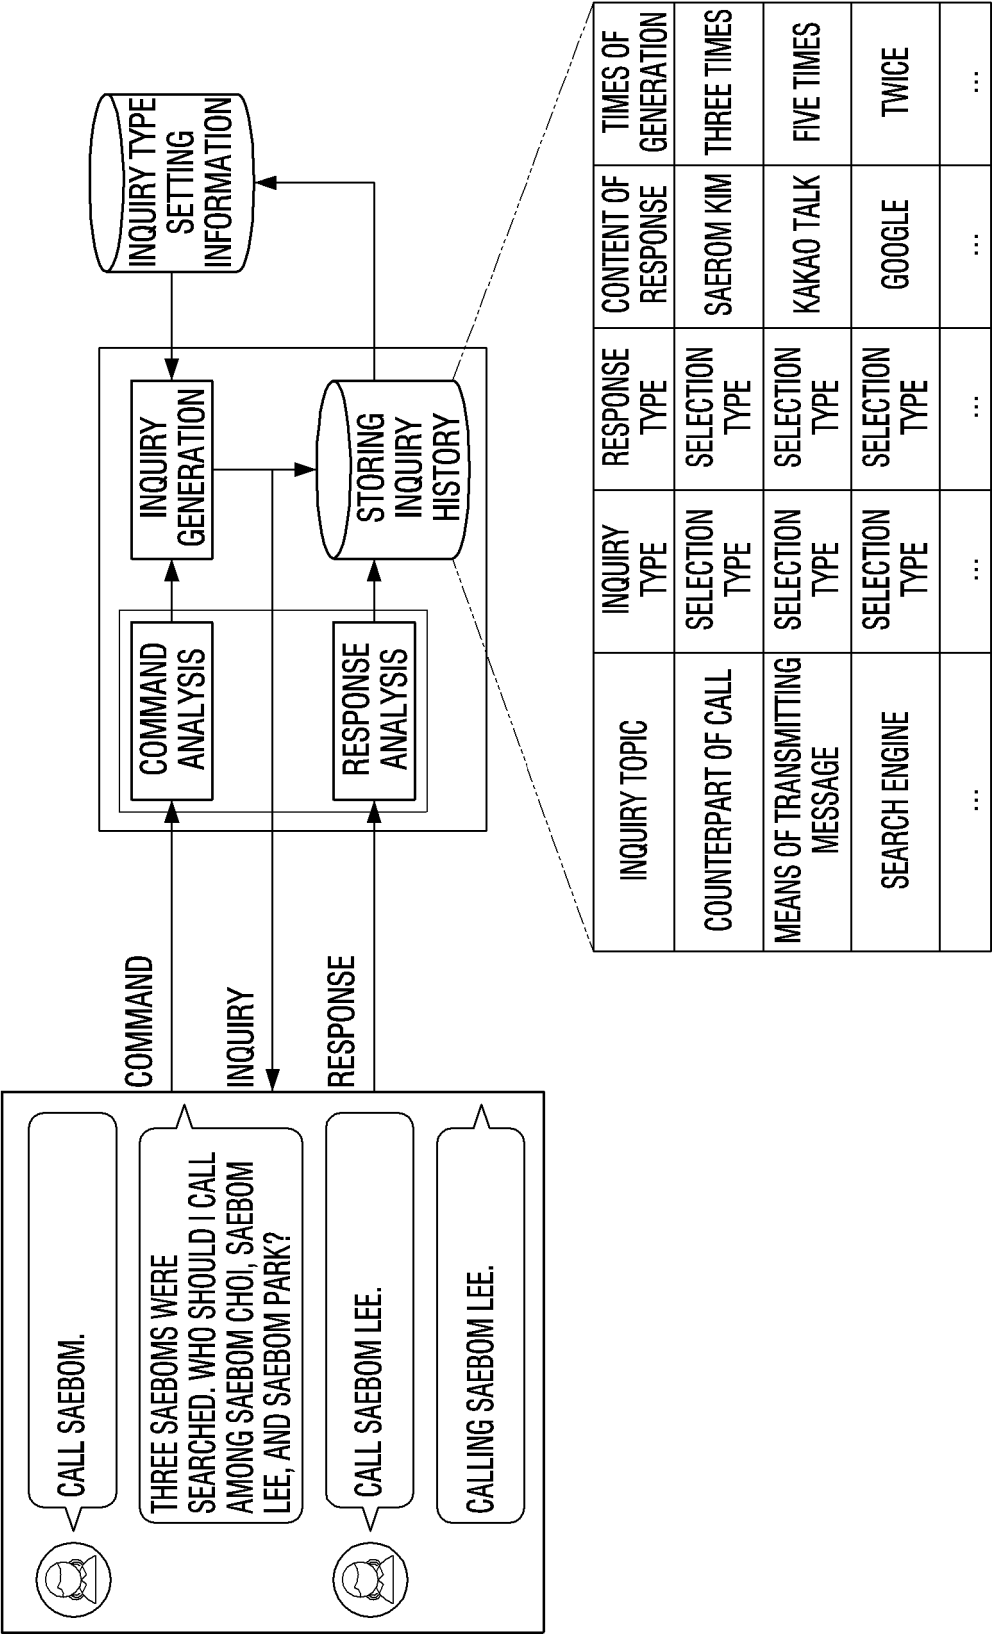 CALL SAEBOM.
THREE SAEBOMS WERE
SEARCHED. WHO SHOULD I CALL
AMONG SAEBOM CHOI, SAEBOM
LEE, AND SAEBOM PARK?
CALL SAEBOM LEE.
CALLING SAEBOM LEE.
COMMAND
INQUIRY
RESPONSE
COMMAND
ANALYSIS
RESPONSE
ANALYSIS
INQUIRY
GENERATION
STORING
INQUIRY
HISTORY
INQUIRY TYPE
SETTING
INFORMATION
INQUIRY TOPIC
INQUIRY
TYPE
RESPONSE
TYPE
CONTENT OF
RESPONSE
TIMES OF
GENERATION
COUNTERPART OF CALL
SELECTION
TYPE
SELECTION
TYPE
SAEROM KIM
THREE TIMES
MEANS OF TRANSMITTING
MESSAGE
SELECTION
TYPE
SELECTION
TYPE
KAKAO TALK
FIVE TIMES
SEARCH ENGINE
SELECTION
TYPE
SELECTION
TYPE
GOOGLE
TWICE
...
...
...
...
...